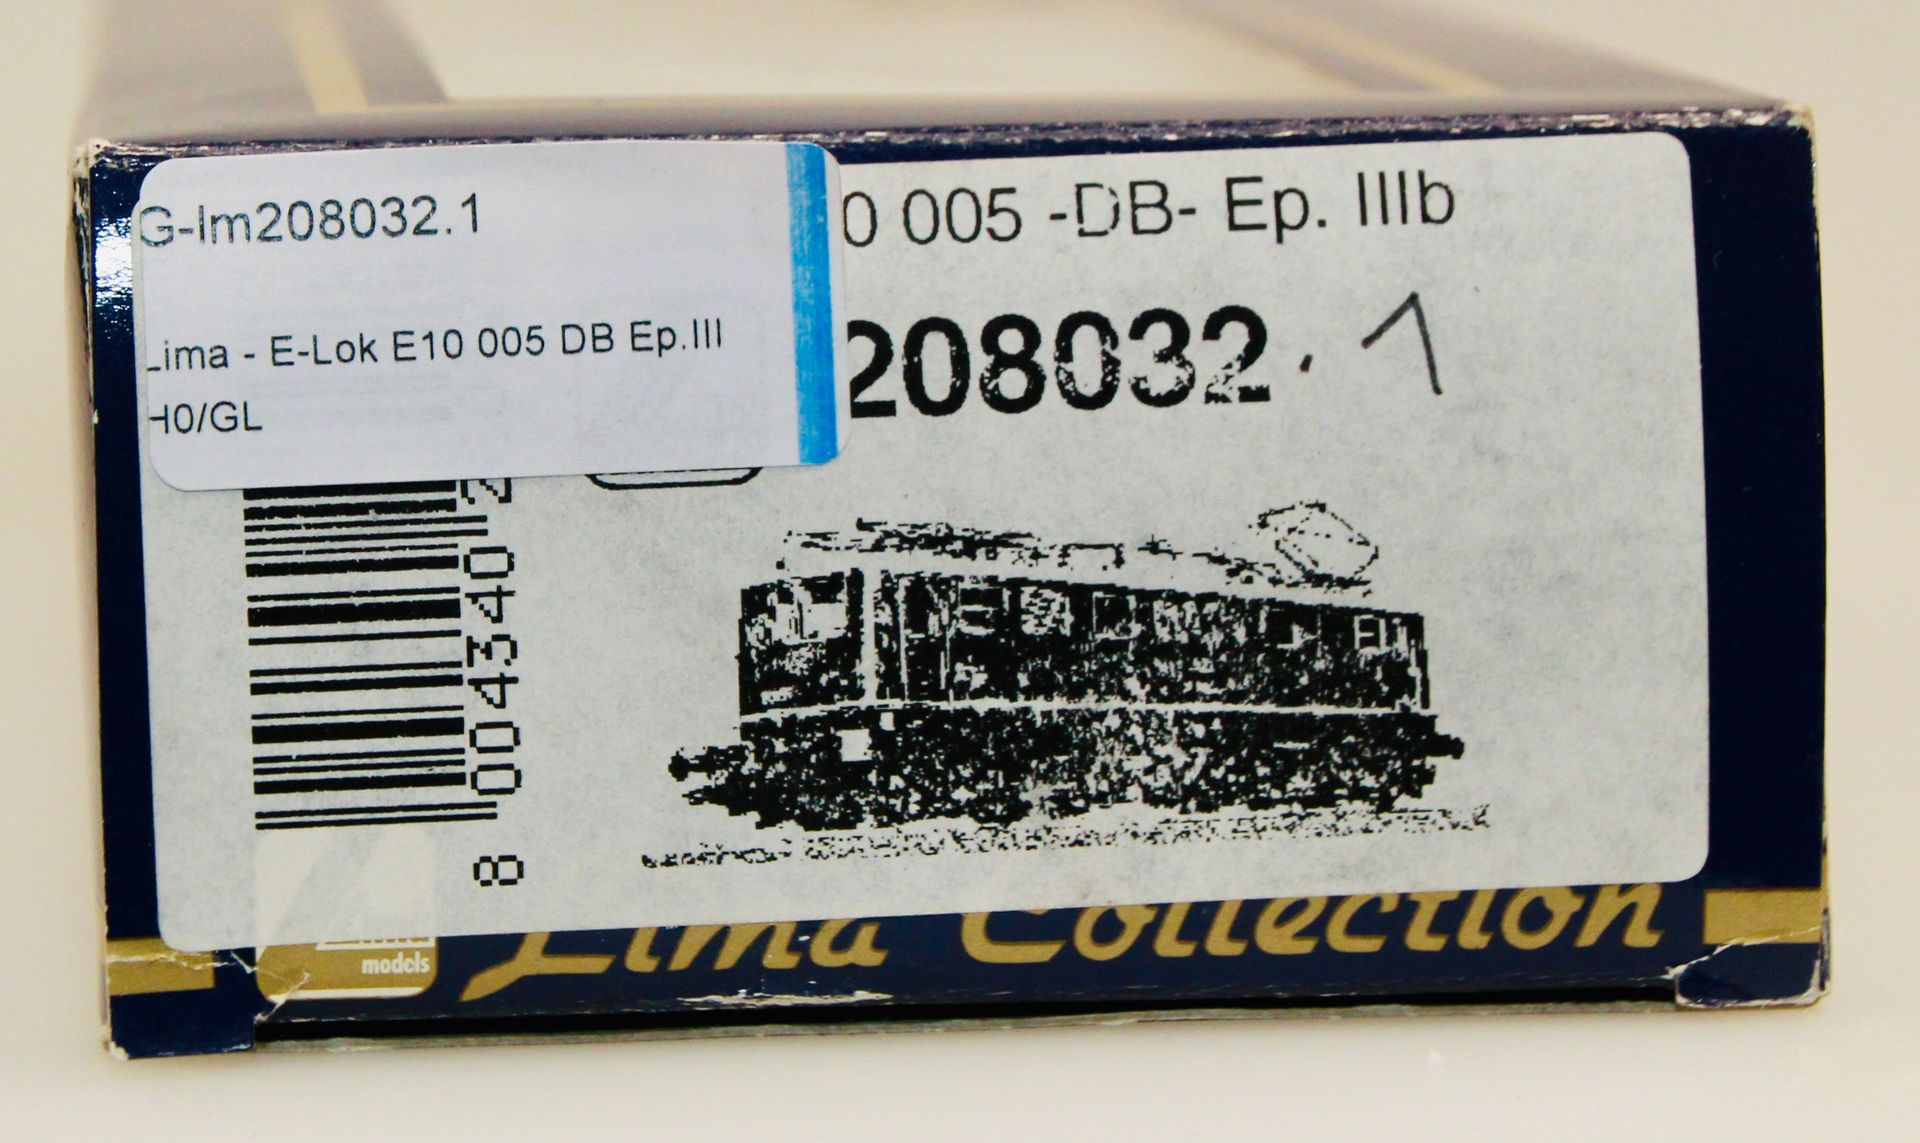 G-lm208032.1
Lima - E-Lok E10 005 DB Ep.III
H0/GL
0 005 -DB- Ep. IIIb
208032.1
8 004340 2
models
Lima Collection